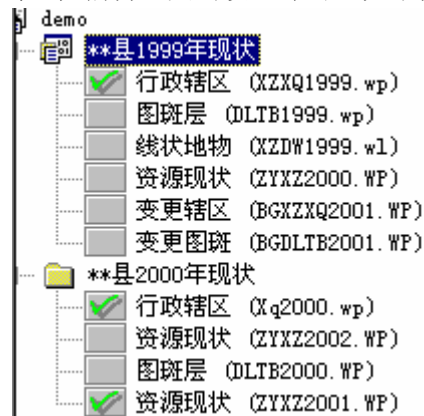 demo
**县1999年现状
行政辖区 (XZXQ1999.wp)
图斑层 (DLTB1999.wp)
线状地物 (XZDW1999.wl)
资源现状 (ZYXZ2000.WP)
变更辖区 (BGXZXQ2001.WP)
变更图斑 (BGDLTB2001.WP)
**县2000年现状
行政辖区 (Xq2000.wp)
资源现状 (ZYXZ2002.WP)
图斑层 (DLTB2000.WP)
资源现状 (ZYXZ2001.WP)